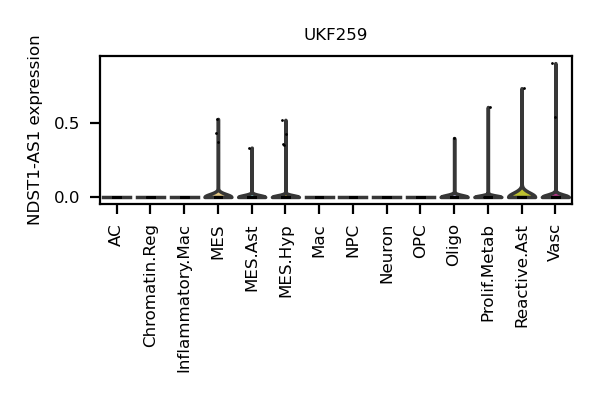 UKF259
NDST1-AS1 expression
0.5
0.0
AC
Chromatin.Reg
Inflammatory.Mac
MES
MES.Ast
MES.Hyp
Mac
NPC
Neuron
OPC
Oligo
Prolif.Metab
Reactive.Ast
Vasc